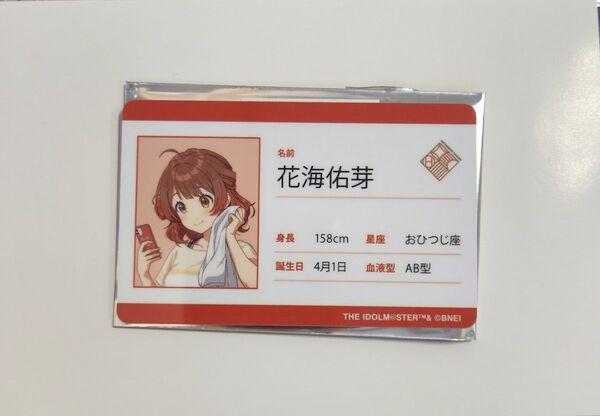 名前
花海佑芽
身長 158cm 星座 おひつじ座
誕生日 4月1日 血液型 AB型
THE IDOLM@STER™& ©BNEI